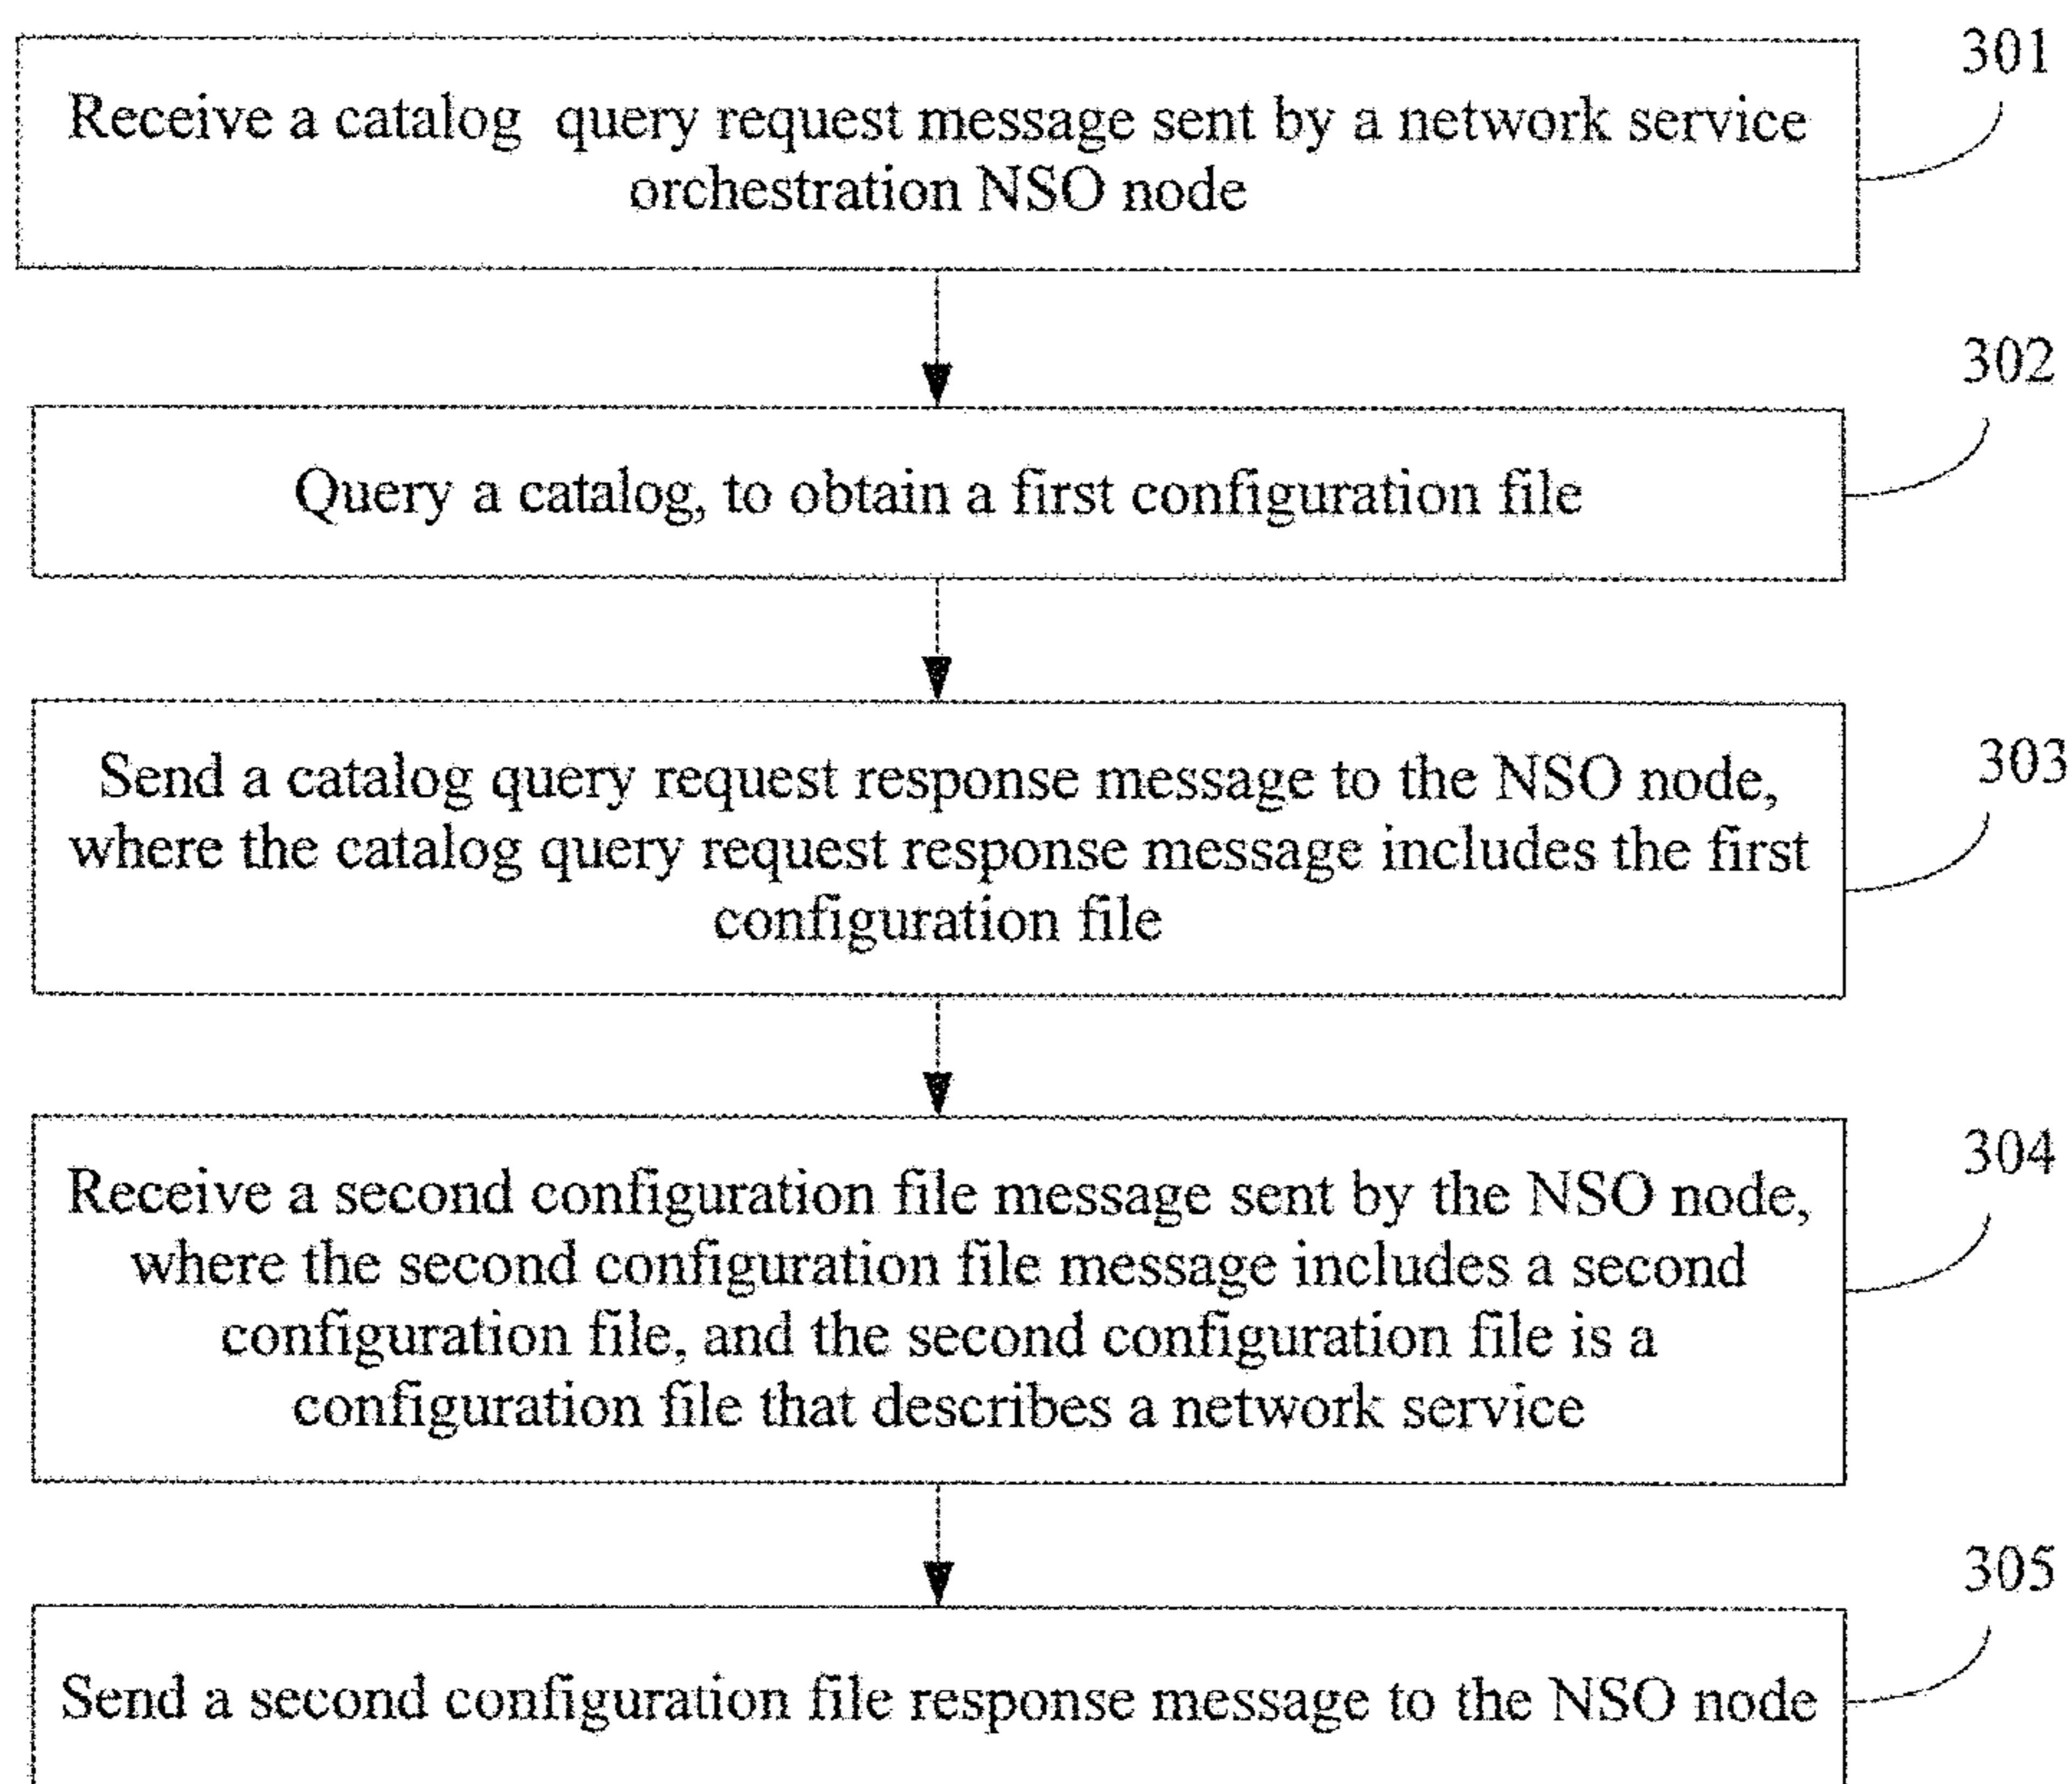 301
Receive a catalog query request message sent by a network service
orchestration NSO node
302
Query a catalog, to obtain a first configuration file
303
Send a catalog query request response message to the NSO node,
where the catalog query request response message includes the first
configuration file
304
Receive a second configuration file message sent by the NSO node,
where the second configuration file message includes a second
configuration file, and the second configuration file is a
configuration file that describes a network service
305
Send a second configuration file response message to the NSO node